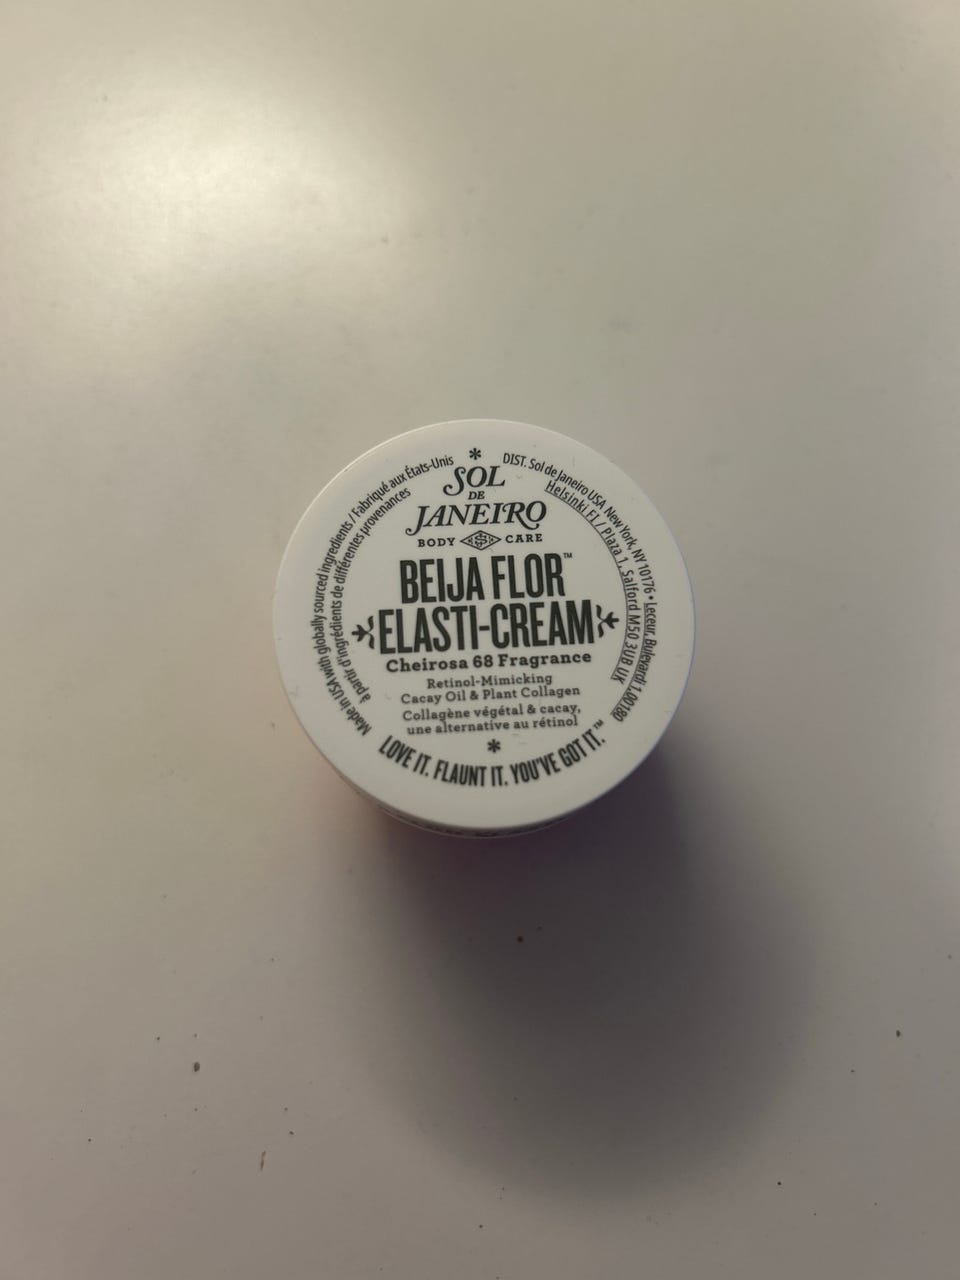 *
SOL
DE
JANEIRO
BODY CARE
BEIJA FLOR™
ELASTI-CREAM
Cheirosa 68 Fragrance
Retinol-Mimicking
Cacay Oil & Plant Collagen
Collagène végétal & cacay,
une alternative au rétinol
*
LOVE IT. FLAUNT IT. YOU'VE GOT IT.™
Made in USA with globally sourced ingredients / Fabriqué aux États-Unis
à partir d'ingrédients de différentes provenances
DIST. Sol de Janeiro USA New York, NY 10176 • Leceur, Bulevardi 1, 00180
Helsinki FI / Plaza 1, Salford M50 3UB UK